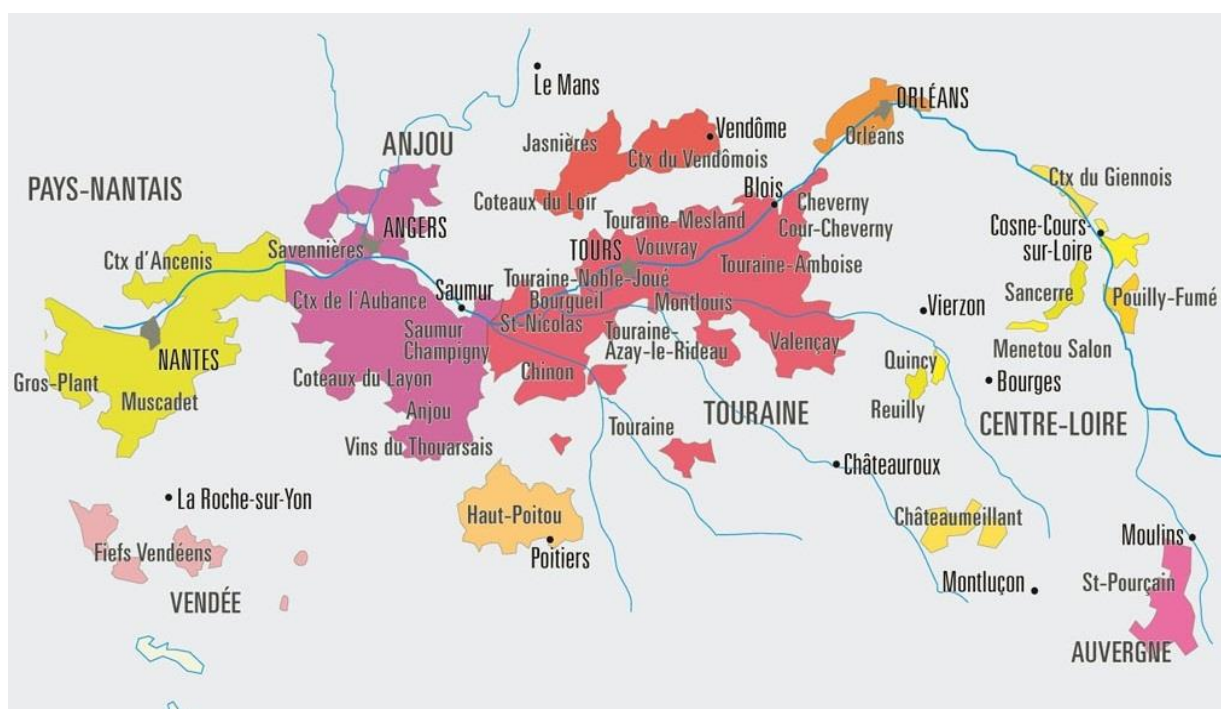 Le Mans
ORLÉANS
Orléans
ANJOU
Jasnières
Vendôme
Ctx du Vendômois
PAYS-NANTAIS
Ctx du Giennois
Coteaux du Loir
Blois
Cheverny
Touraine-Mesland
Cour-Cheverny
ANGERS
Savennières
TOURS
Vouvray
Cosne-Cours-
sur-Loire
Ctx d'Ancenis
Touraine-Amboise
Touraine-Noble-Joué
Saumur
Ctx de l'Aubance
Bourgueil
Montlouis
Sancerre
Pouilly-Fumé
Vierzon
St-Nicolas
Saumur
Champigny
Touraine-
Azay-le-Rideau
Valençay
Menetou Salon
NANTES
Quincy
Gros-Plant
Coteaux du Layon
Chinon
Bourges
Muscadet
Anjou
Reuilly
TOURAINE
CENTRE-LOIRE
Touraine
Vins du Thouarsais
Châteauroux
La Roche-sur-Yon
Haut-Poitou
Châteaumeillant
Moulins
Fiefs Vendéens
Poitiers
Montluçon
St-Pourçain
VENDÉE
AUVERGNE